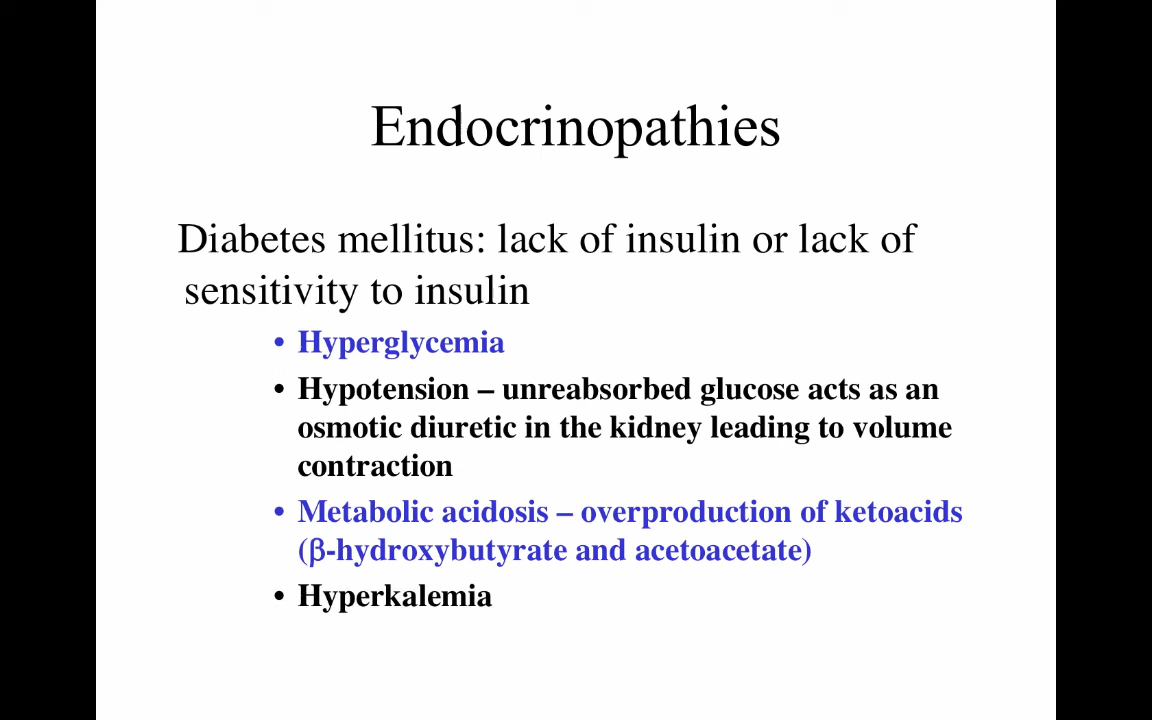 Endocrinopathies
Diabetes mellitus: lack of insulin or lack of
sensitivity to insulin
• Hyperglycemia
• Hypotension – unreabsorbed glucose acts as an
osmotic diuretic in the kidney leading to volume
contraction
• Metabolic acidosis – overproduction of ketoacids
(β-hydroxybutyrate and acetoacetate)
• Hyperkalemia